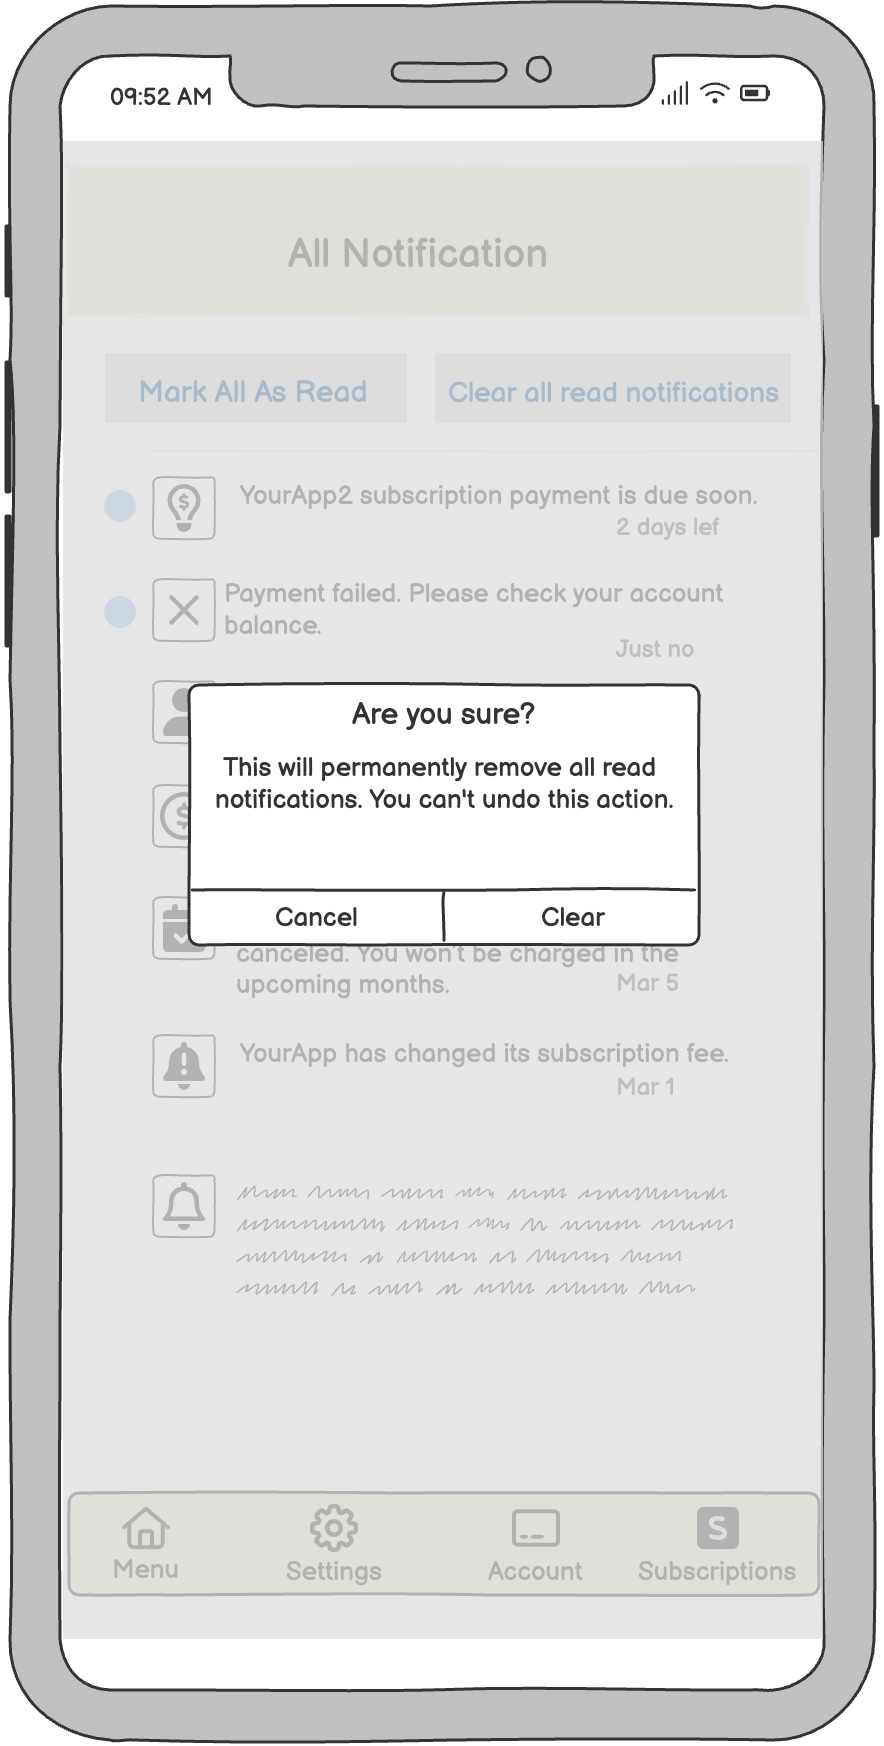 09:52 AM
All Notification
Mark All As Read
Clear all read notifications
YourApp2 subscription payment is due soon.
2 days lef
Payment failed. Please check your account
balance.
Just no
Are you sure?
This will permanently remove all read
notifications. You can't undo this action.
Cancel
Clear
canceled. You won't be charged in the
upcoming months.
Mar 5
YourApp has changed its subscription fee.
Mar 1
Menu
Settings
Account
S
Subscriptions